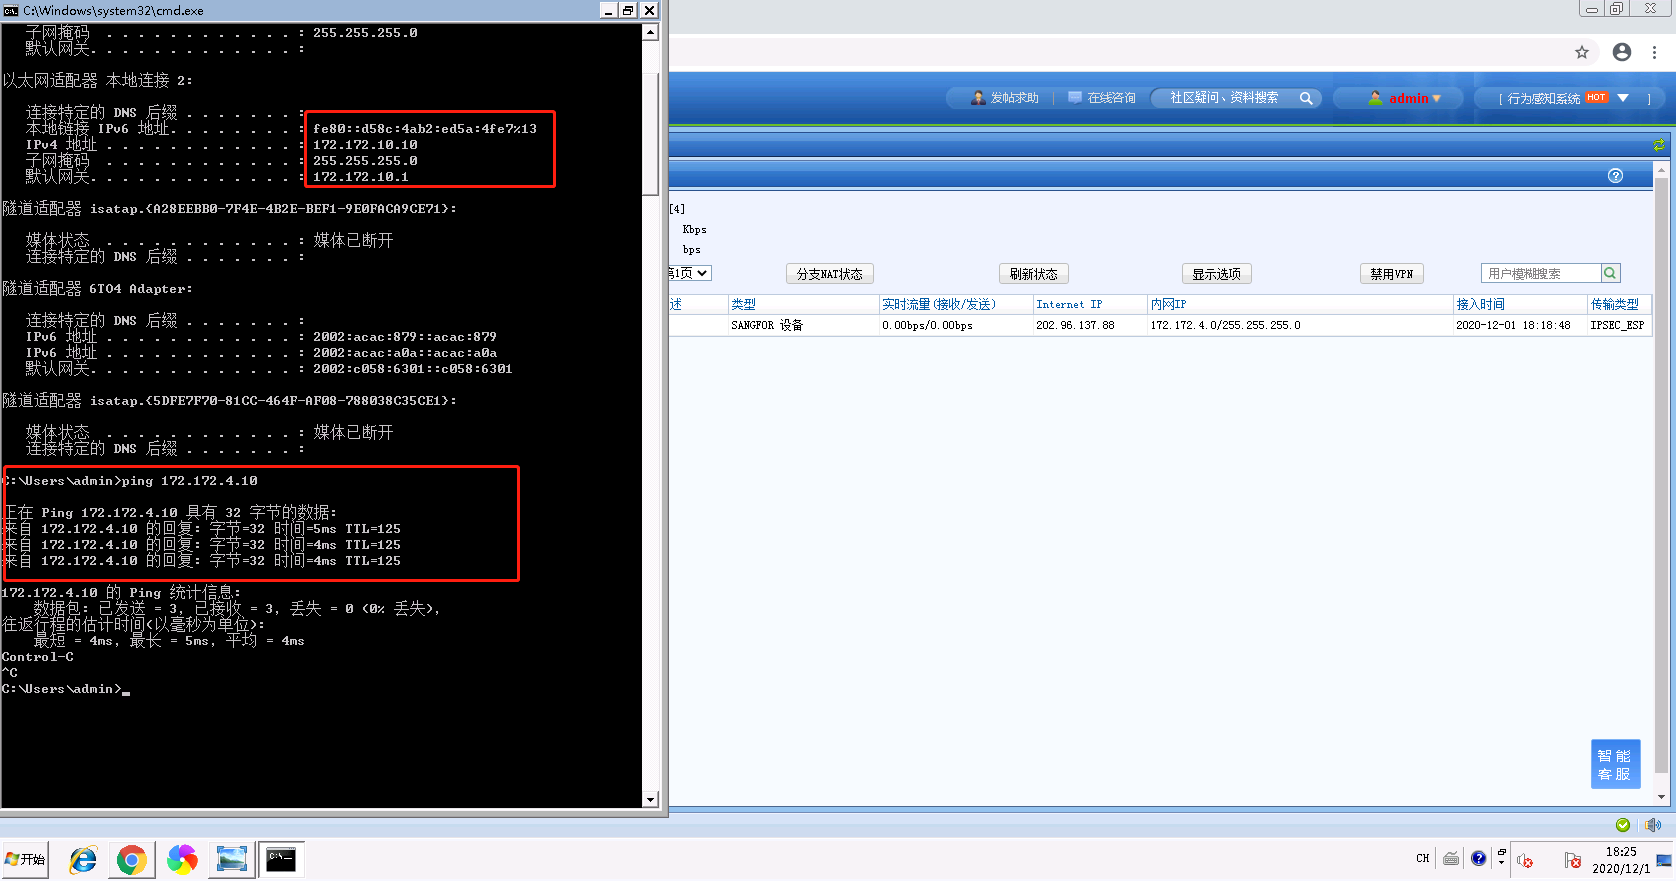 C:\Windows\system32\cmd.exe
子网掩码 . . . . . . . . . . . . : 255.255.255.0
默认网关. . . . . . . . . . . . . :
以太网适配器 本地连接 2:
连接特定的 DNS 后缀 . . . . . . . :
本地链接 IPv6 地址. . . . . . . . : fe80::d58c:4ab2:ed5a:4fe7%13
IPv4 地址 . . . . . . . . . . . . : 172.172.10.10
子网掩码 . . . . . . . . . . . . : 255.255.255.0
默认网关. . . . . . . . . . . . . : 172.172.10.1
隧道适配器 isatap.{A28EEBB0-7F4E-4B2E-BEF1-9E0FACA9CE71}:
媒体状态 . . . . . . . . . . . . : 媒体已断开
连接特定的 DNS 后缀 . . . . . . . :
隧道适配器 6TO4 Adapter:
连接特定的 DNS 后缀 . . . . . . . :
IPv6 地址 . . . . . . . . . . . . : 2002:acac:879::acac:879
IPv6 地址 . . . . . . . . . . . . : 2002:acac:a0a::acac:a0a
默认网关. . . . . . . . . . . . . : 2002:c058:6301::c058:6301
隧道适配器 isatap.{5DFE7F70-81CC-464F-AF08-788038C35CE1}:
媒体状态 . . . . . . . . . . . . : 媒体已断开
连接特定的 DNS 后缀 . . . . . . . :
C:\Users\admin>ping 172.172.4.10
正在 Ping 172.172.4.10 具有 32 字节的数据:
来自 172.172.4.10 的回复: 字节=32 时间=5ms TTL=125
来自 172.172.4.10 的回复: 字节=32 时间=4ms TTL=125
来自 172.172.4.10 的回复: 字节=32 时间=4ms TTL=125
172.172.4.10 的 Ping 统计信息:
数据包: 已发送 = 3, 已接收 = 3, 丢失 = 0 (0% 丢失),
往返行程的估计时间(以毫秒为单位):
最短 = 4ms, 最长 = 5ms, 平均 = 4ms
Control-C
^C
C:\Users\admin>
发帖求助 在线咨询 社区疑问、资料搜索 admin [ 行为感知系统 HOT ]
[4]
Kbps
bps
第1页 分支NAT状态 刷新状态 显示选项 禁用VPN 用户模糊搜索
述 类型 实时流量(接收/发送) Internet IP 内网IP 接入时间 传输类型
SANGFOR 设备 0.00bps/0.00bps 202.96.137.88 172.172.4.0/255.255.255.0 2020-12-01 18:18:48 IPSEC_ESP
智能
客服
开始 CH 18:25
2020/12/1